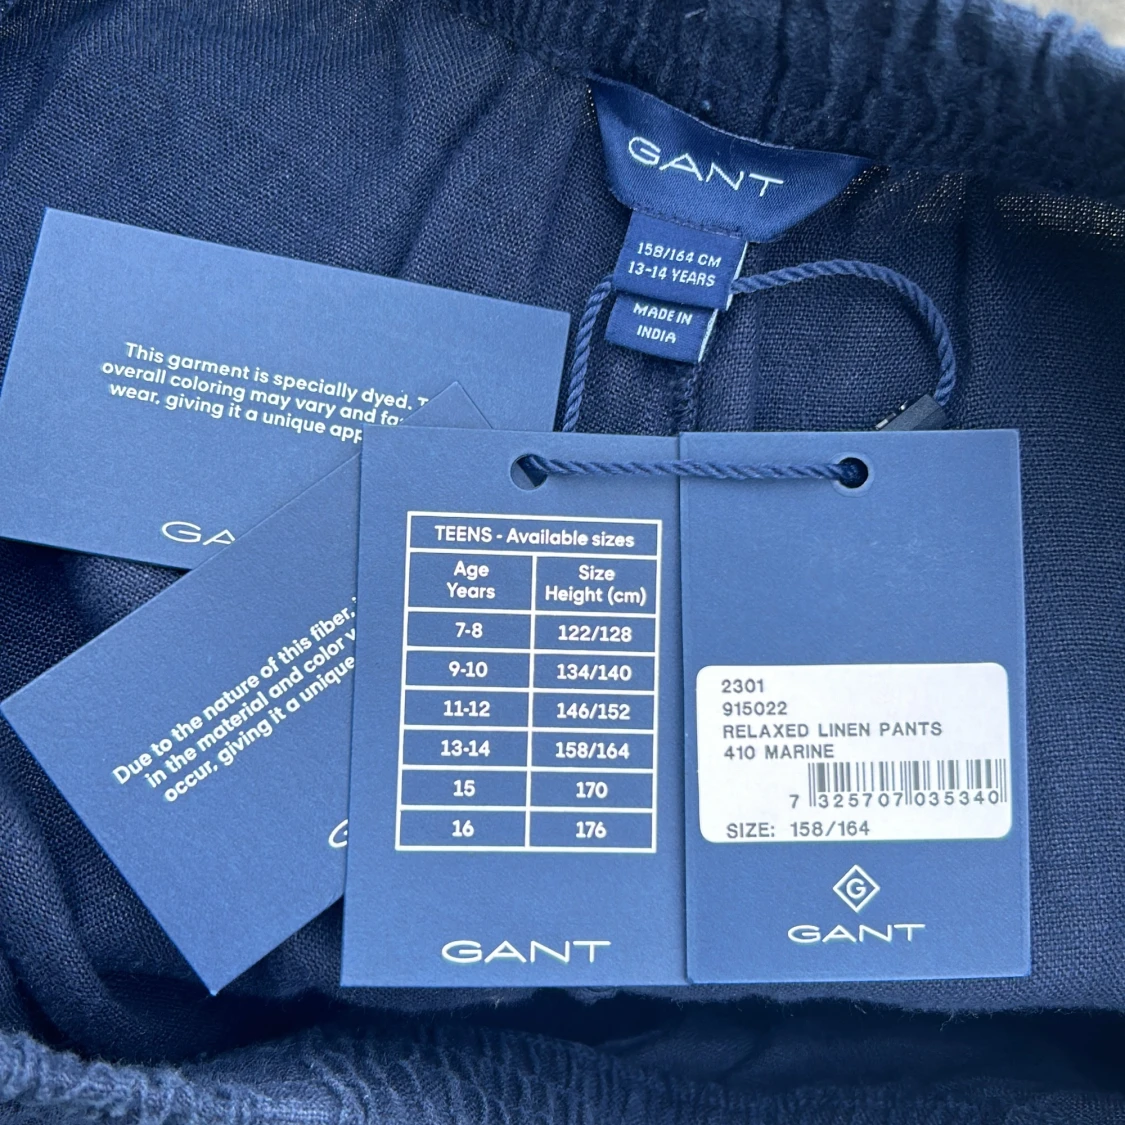 GANT
158/164 CM
13-14 YEARS
MADE IN
INDIA
This garment is specially dyed.
overall coloring may vary and
wear, giving it a unique
Due to the nature of this fiber,
in the material and color
occur, giving it a unique
TEENS - Available sizes
Age
Years
Size
Height (cm)
7-8 122/128
9-10 134/140
11-12 146/152
13-14 158/164
15 170
16 176
GANT
2301
915022
RELAXED LINEN PANTS
410 MARINE
7 325707 035340
SIZE: 158/164
G
GANT